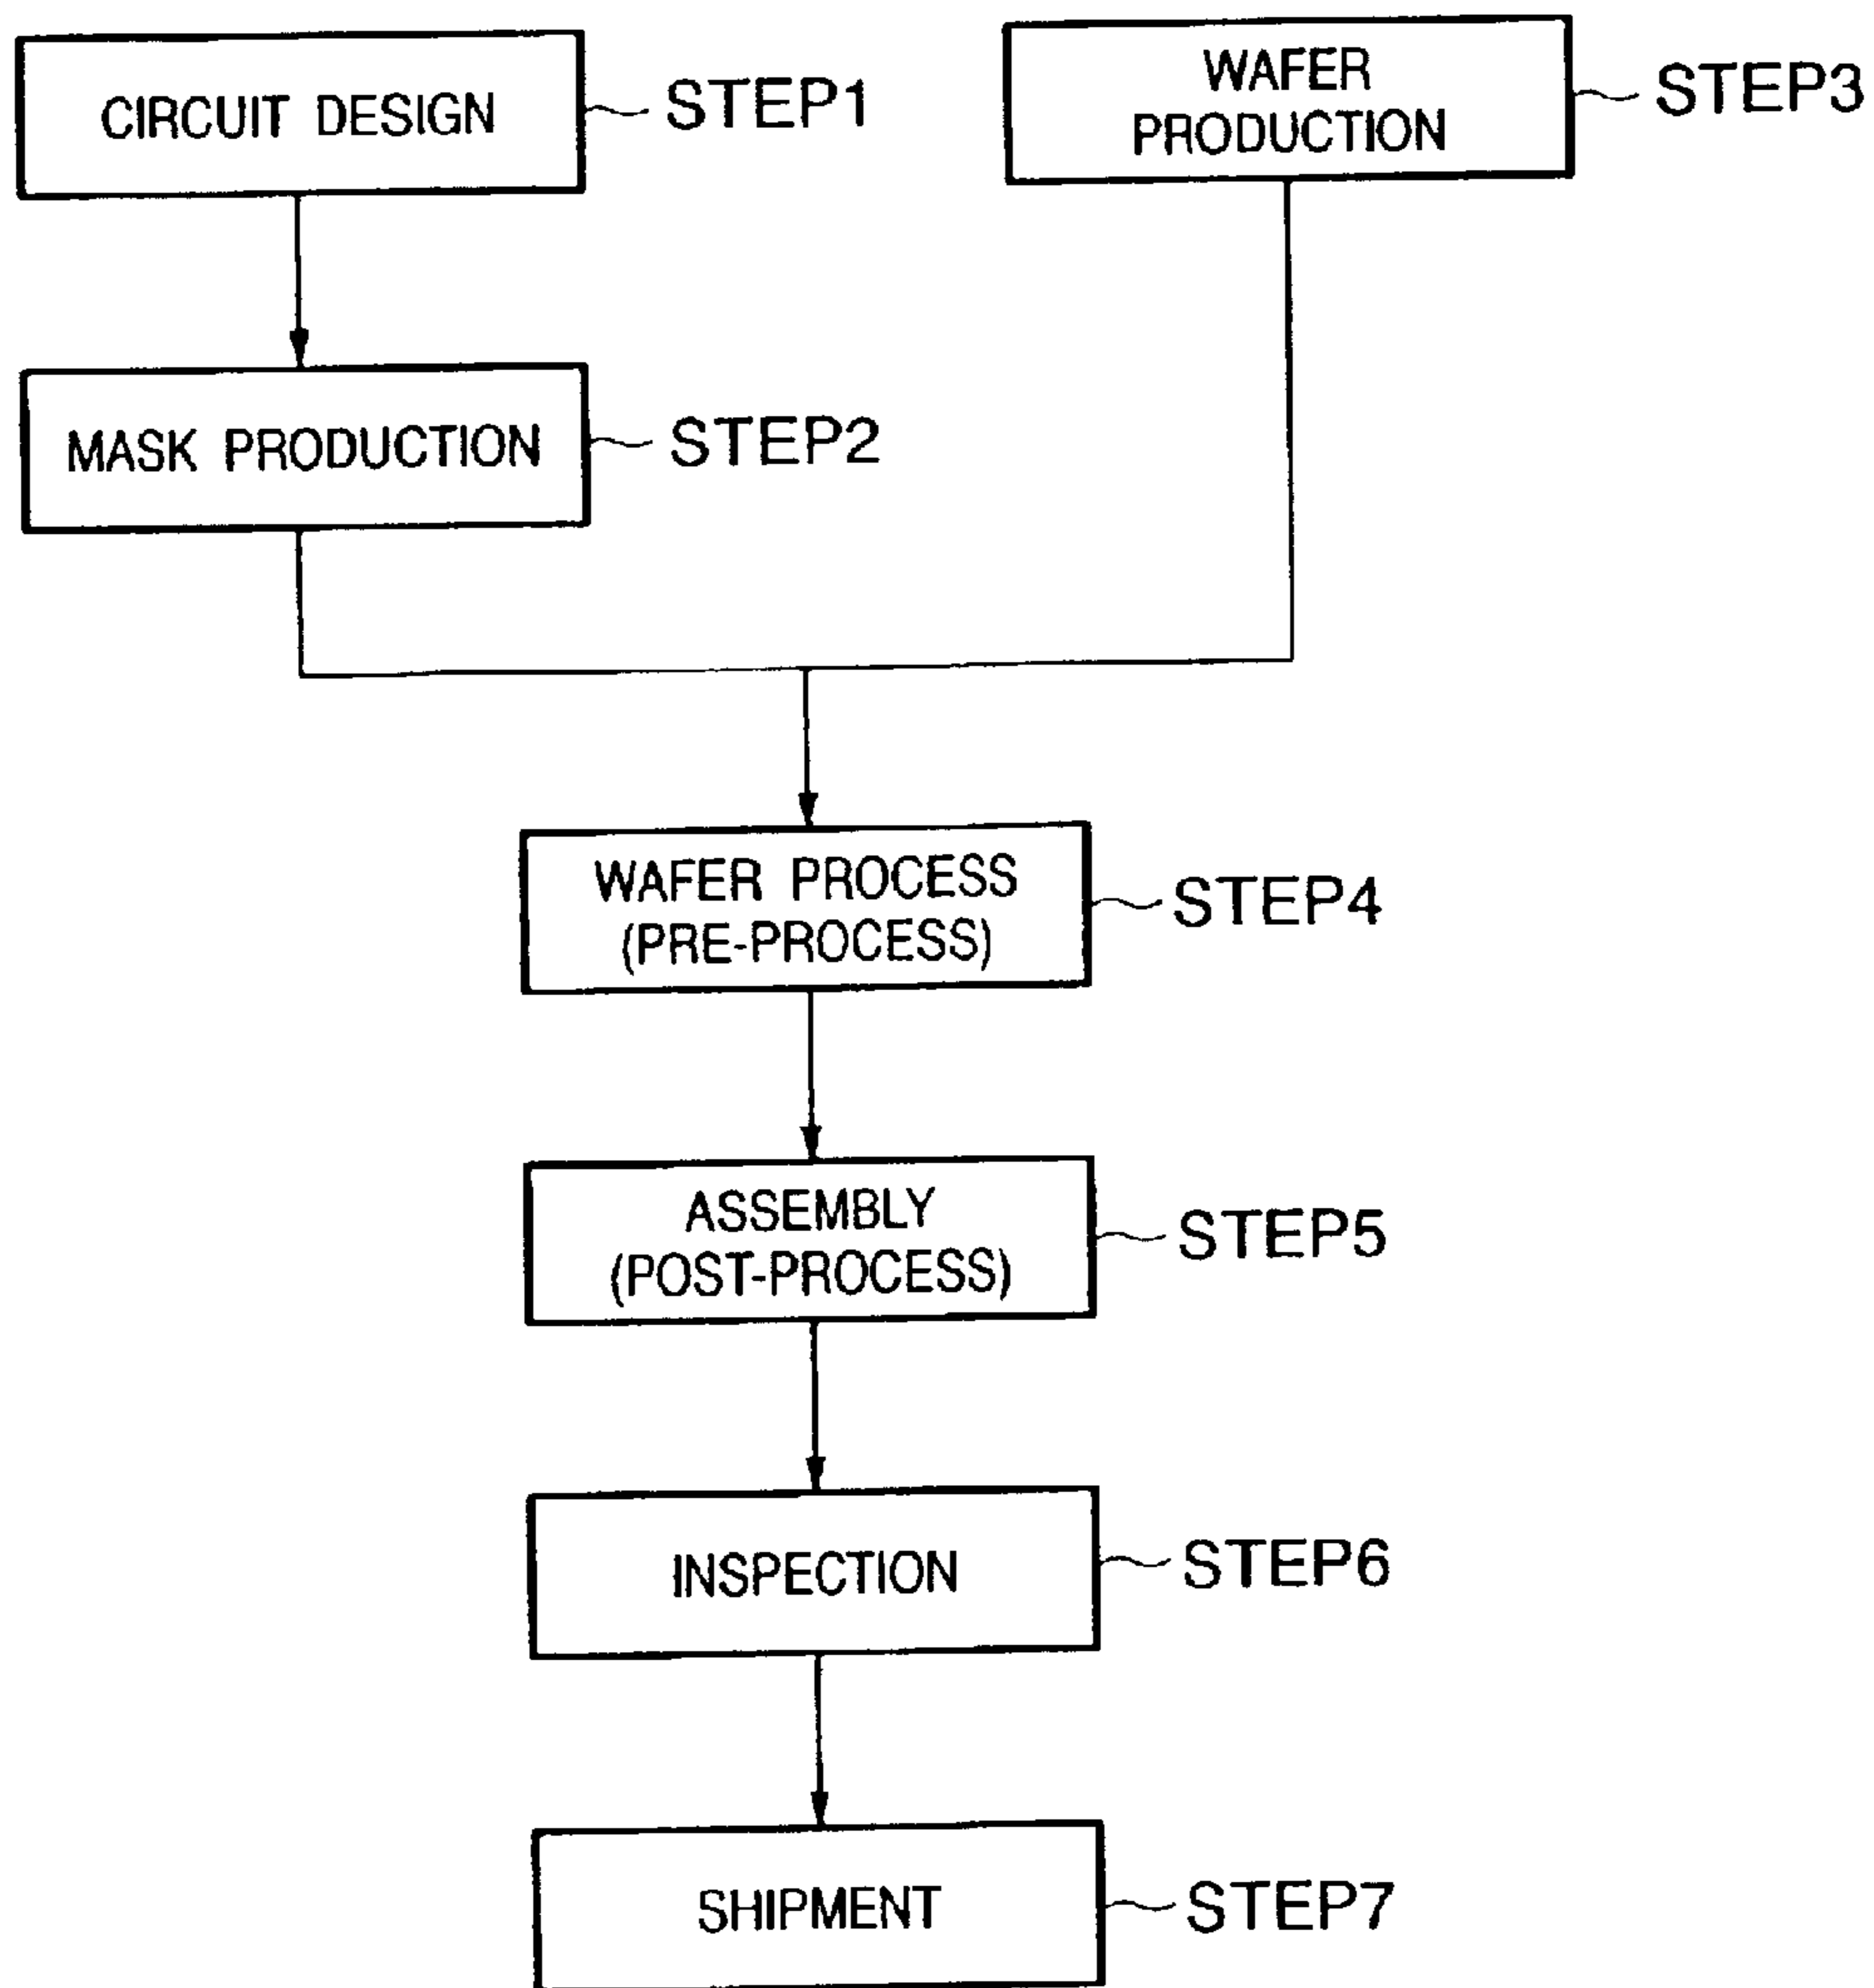 CIRCUIT DESIGN
STEP1
WAFER
PRODUCTION
STEP3
MASK PRODUCTION
STEP2
WAFER PROCESS
(PRE-PROCESS)
STEP4
ASSEMBLY
(POST-PROCESS)
STEP5
INSPECTION
STEP6
SHIPMENT
STEP7